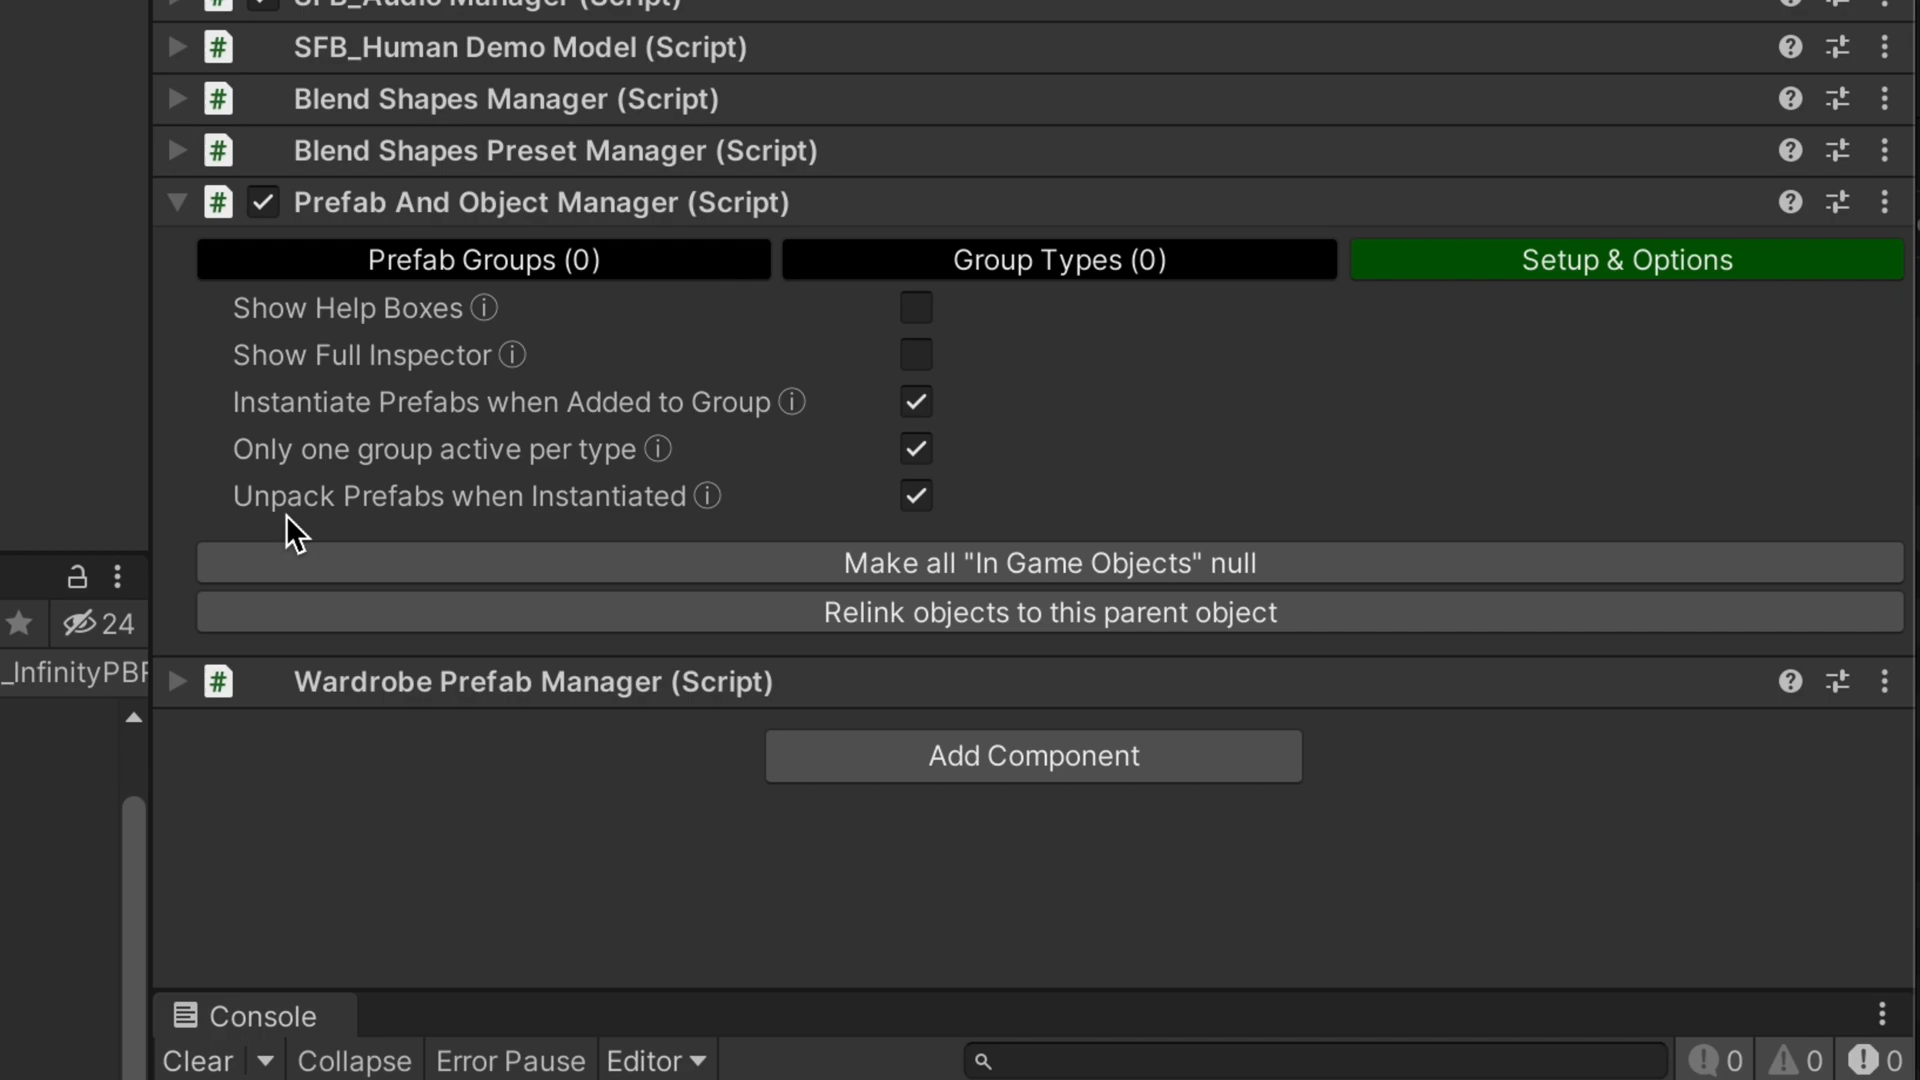 SFB_Audio Manager (Script)
# SFB_Human Demo Model (Script)
# Blend Shapes Manager (Script)
# Blend Shapes Preset Manager (Script)
# Prefab And Object Manager (Script)
Prefab Groups (0) Group Types (0) Setup & Options
Show Help Boxes
Show Full Inspector
Instantiate Prefabs when Added to Group
Only one group active per type
Unpack Prefabs when Instantiated
Make all "In Game Objects" null
Relink objects to this parent object
24
_InfinityPBR
# Wardrobe Prefab Manager (Script)
Add Component
Console
Clear Collapse Error Pause Editor 0 0 0